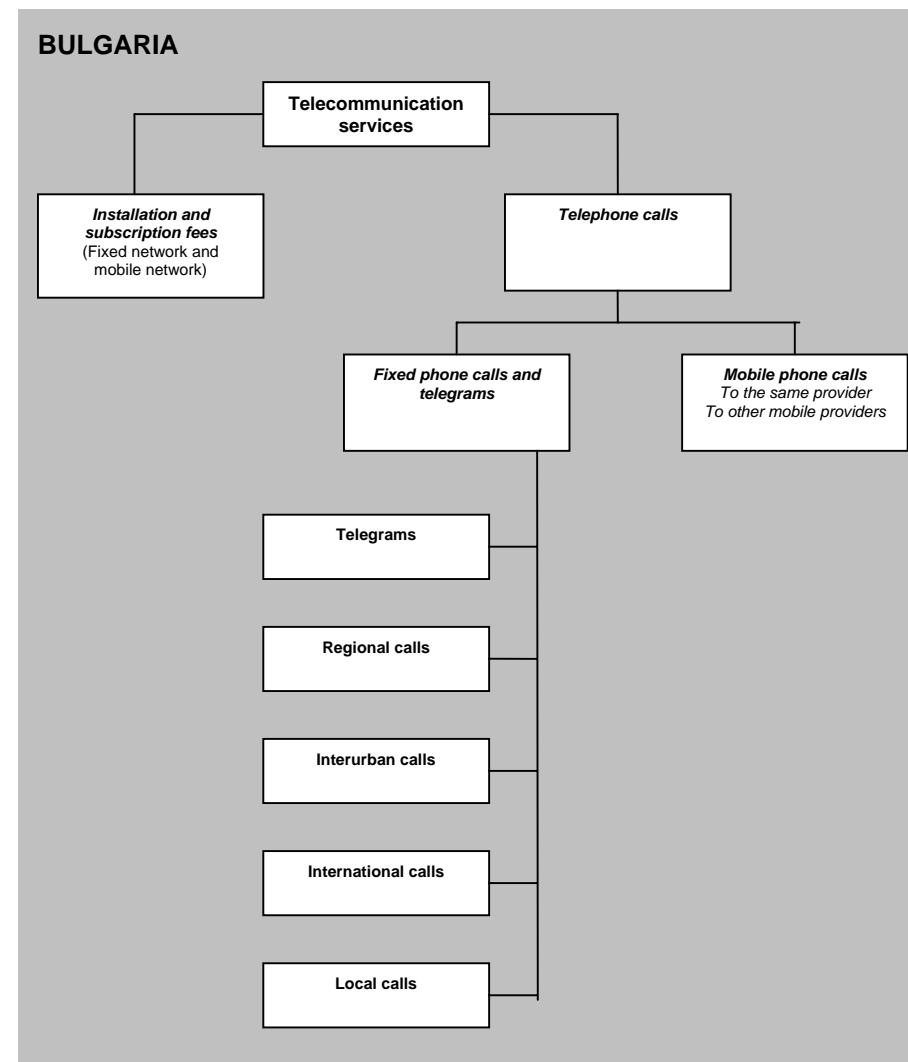 BULGARIA
Telecommunication
services
Installation and
subscription fees
(Fixed network and
mobile network)
Telephone calls
Fixed phone calls and
telegrams
Mobile phone calls
To the same provider
To other mobile providers
Telegrams
Regional calls
Interurban calls
International calls
Local calls